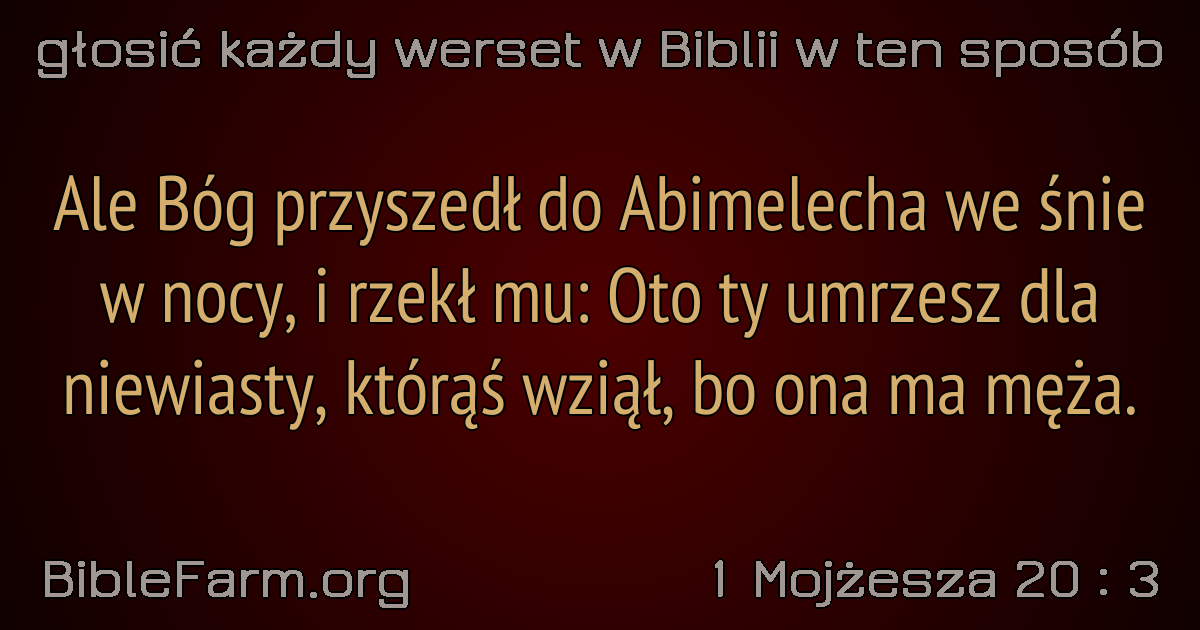 głosić każdy werset w Biblii w ten sposób
Ale Bóg przyszedł do Abimelecha we śnie
w nocy, i rzekł mu: Oto ty umrzesz dla
niewiasty, którąś wziął, bo ona ma męża.
BibleFarm.org
1 Mojżesza 20 : 3